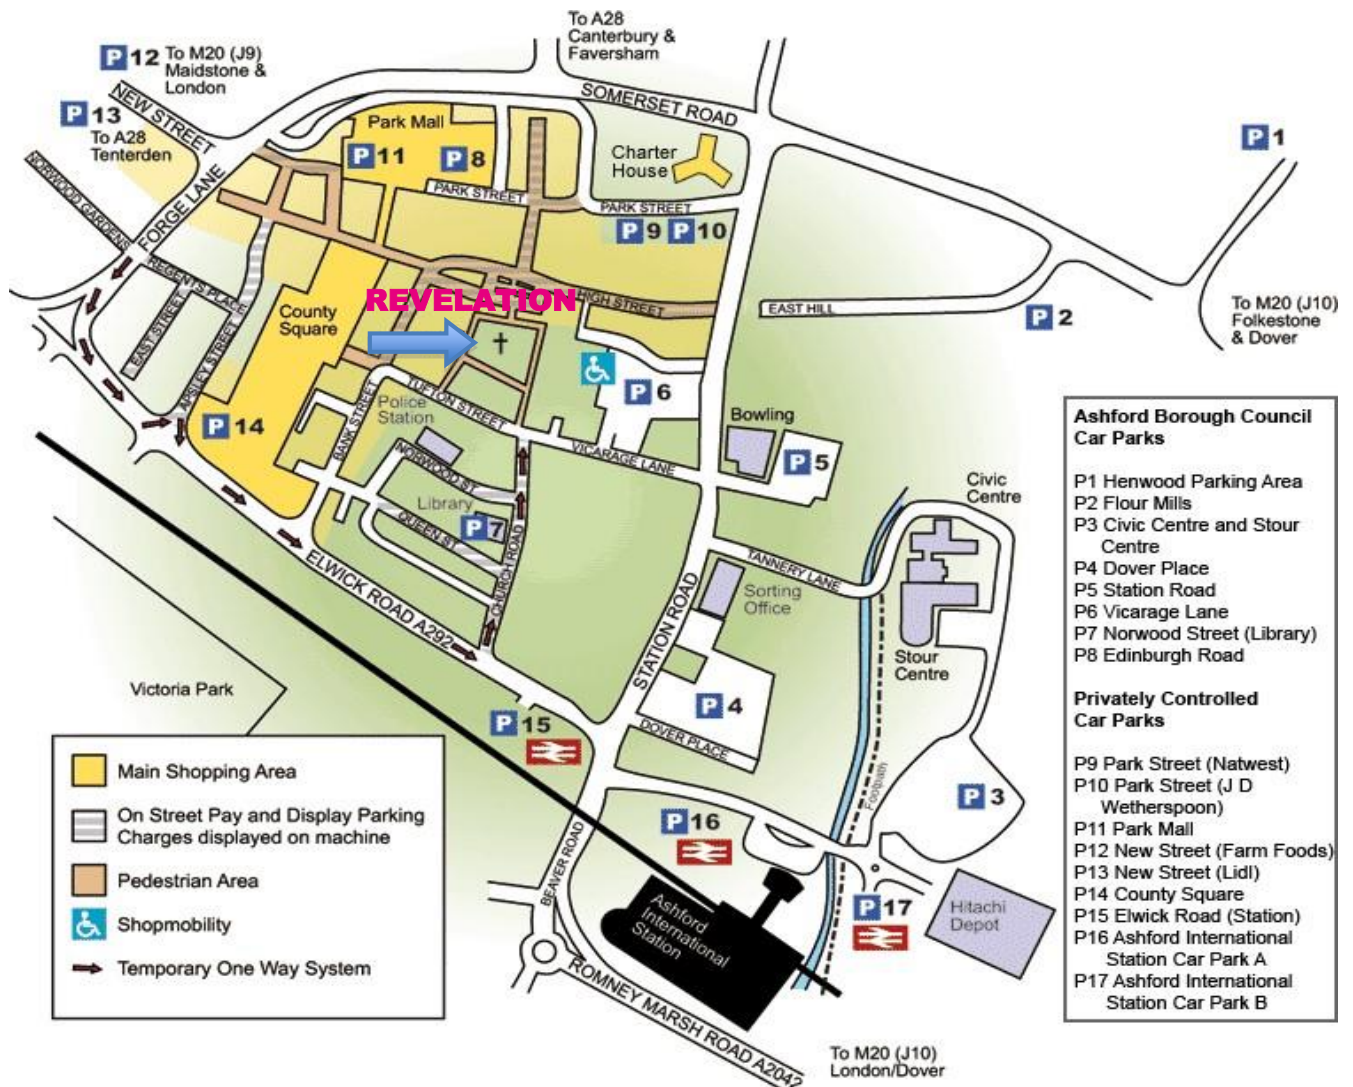 To A28
Canterbury &
Faversham
P 12 To M20 (J9)
Maidstone &
London
P 13
To A28
Tenterden
NEW STREET
SOMERSET ROAD
Park Mall
P 11
P 8
Charter
House
P 1
NORWOOD GARDENS
FORGE LANE
PARK STREET
PARK STREET
P 9 P 10
REGENTS PLACE
EAST STREET
APSLEY STREET
County
Square
REVELATION
HIGH STREET
EAST HILL
P 2
To M20 (J10)
Folkestone
& Dover
P 6
P 14
BANK STREET
TUFTON STREET
Police
Station
VICARAGE LANE
Bowling
P 5
NORWOOD ST
Library
P 7
QUEEN ST
CHURCH ROAD
Civic
Centre
TANNERY LANE
Sorting
Office
ELWICK ROAD A292
STATION ROAD
Stour
Centre
Victoria Park
P 15
P 4
DOVER PLACE
Footpath
P 3
P 16
BEAVER ROAD
Ashford
International
Station
P 17
Hitachi
Depot
ROMNEY MARSH ROAD A2042
To M20 (J10)
London/Dover
Main Shopping Area
On Street Pay and Display Parking
Charges displayed on machine
Pedestrian Area
Shopmobility
Temporary One Way System
Ashford Borough Council
Car Parks
P1 Henwood Parking Area
P2 Flour Mills
P3 Civic Centre and Stour
Centre
P4 Dover Place
P5 Station Road
P6 Vicarage Lane
P7 Norwood Street (Library)
P8 Edinburgh Road
Privately Controlled
Car Parks
P9 Park Street (Natwest)
P10 Park Street (J D
Wetherspoon)
P11 Park Mall
P12 New Street (Farm Foods)
P13 New Street (Lidl)
P14 County Square
P15 Elwick Road (Station)
P16 Ashford International
Station Car Park A
P17 Ashford International
Station Car Park B